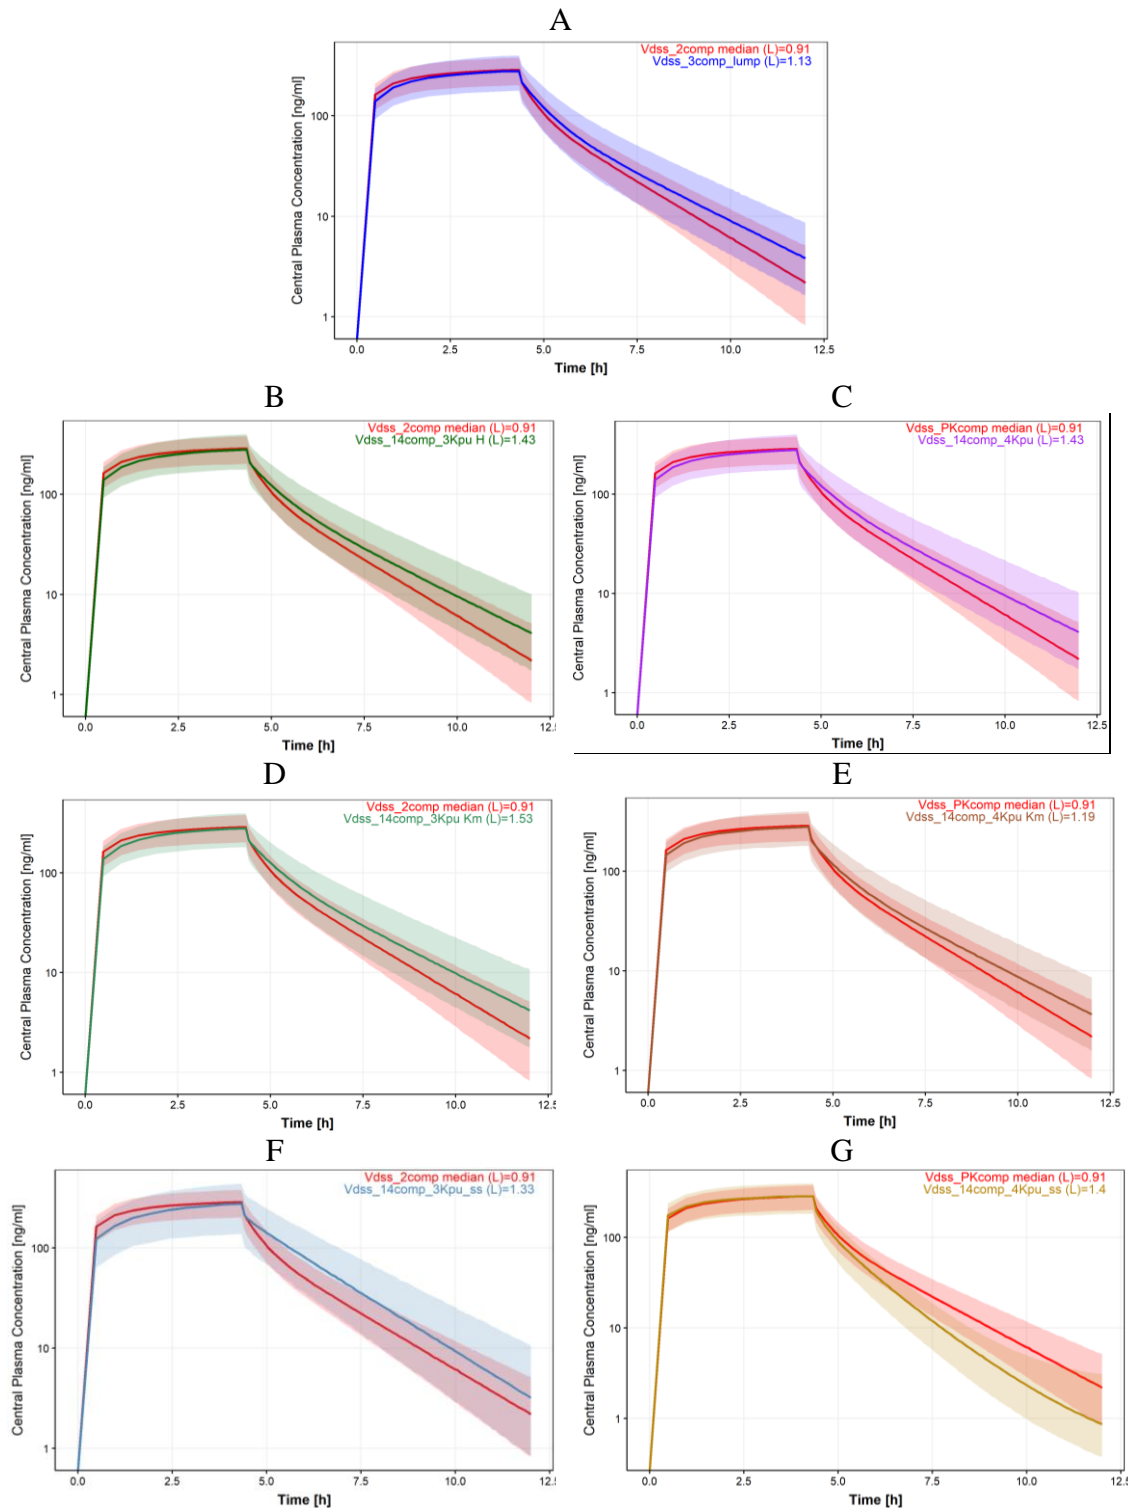 A
Vdss_2comp median (L)=0.91
Vdss_3comp_lump (L)=1.13
Central Plasma Concentration [ng/ml]
100
10
1
0.0 2.5 5.0 7.5 10.0 12.5
Time [h]
B
Vdss_2comp median (L)=0.91
Vdss_14comp_3Kpu H (L)=1.43
Central Plasma Concentration [ng/ml]
100
10
1
0.0 2.5 5.0 7.5 10.0 12.5
Time [h]
C
Vdss_PKcomp median (L)=0.91
Vdss_14comp_4Kpu (L)=1.43
Central Plasma Concentration [ng/ml]
100
10
1
0.0 2.5 5.0 7.5 10.0 12.5
Time [h]
D
Vdss_2comp median (L)=0.91
Vdss_14comp_3Kpu Km (L)=1.53
Central Plasma Concentration [ng/ml]
100
10
1
0.0 2.5 5.0 7.5 10.0 12.5
Time [h]
E
Vdss_PKcomp median (L)=0.91
Vdss_14comp_4Kpu Km (L)=1.19
Central Plasma Concentration [ng/ml]
100
10
1
0.0 2.5 5.0 7.5 10.0 12.5
Time [h]
F
Vdss_2comp median (L)=0.91
Vdss_14comp_3Kpu_ss (L)=1.33
Central Plasma Concentration [ng/ml]
100
10
1
0.0 2.5 5.0 7.5 10.0 12.5
Time [h]
G
Vdss_PKcomp median (L)=0.91
Vdss_14comp_4Kpu_ss (L)=1.4
Central Plasma Concentration [ng/ml]
100
10
1
0.0 2.5 5.0 7.5 10.0 12.5
Time [h]